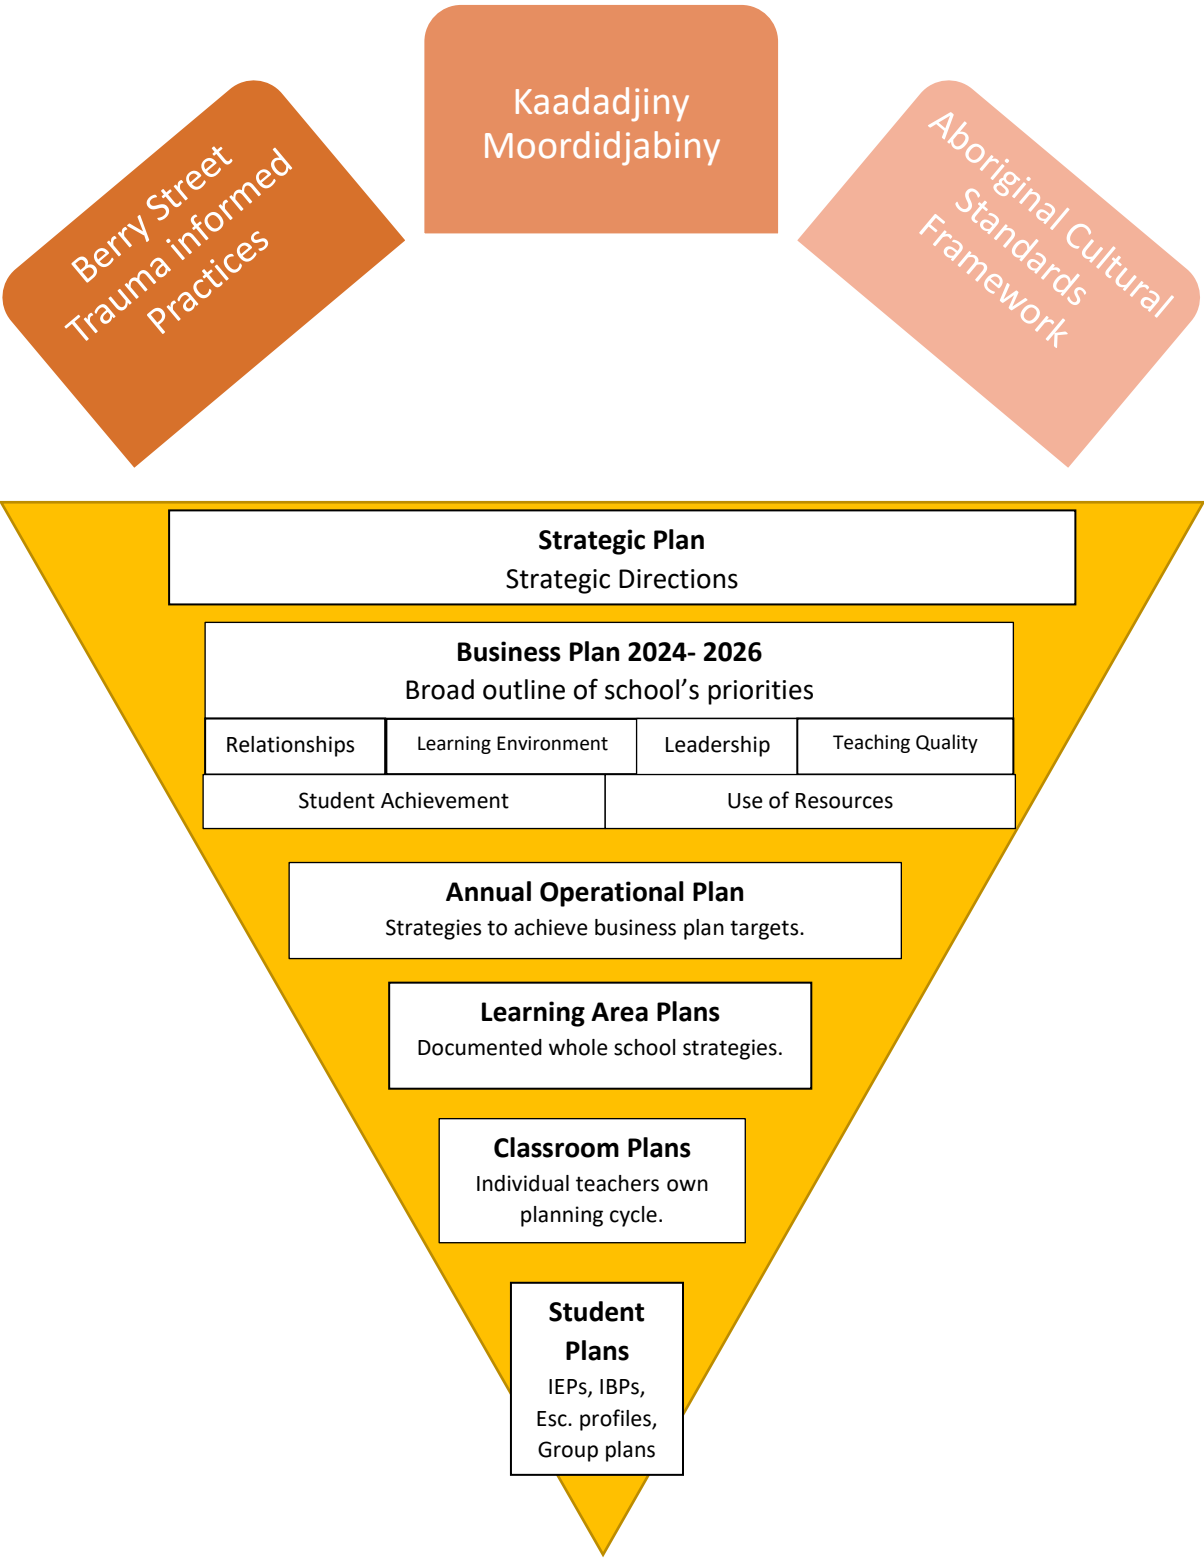 Berry Street
Trauma informed
Practices
Kaadadjiny
Moordidjabiny
Aboriginal Cultural
Standards
Framework
Strategic Plan
Strategic Directions
Business Plan 2024- 2026
Broad outline of school’s priorities
Relationships
Learning Environment
Leadership
Teaching Quality
Student Achievement
Use of Resources
Annual Operational Plan
Strategies to achieve business plan targets.
Learning Area Plans
Documented whole school strategies.
Classroom Plans
Individual teachers own
planning cycle.
Student
Plans
IEPs, IBPs,
Esc. profiles,
Group plans